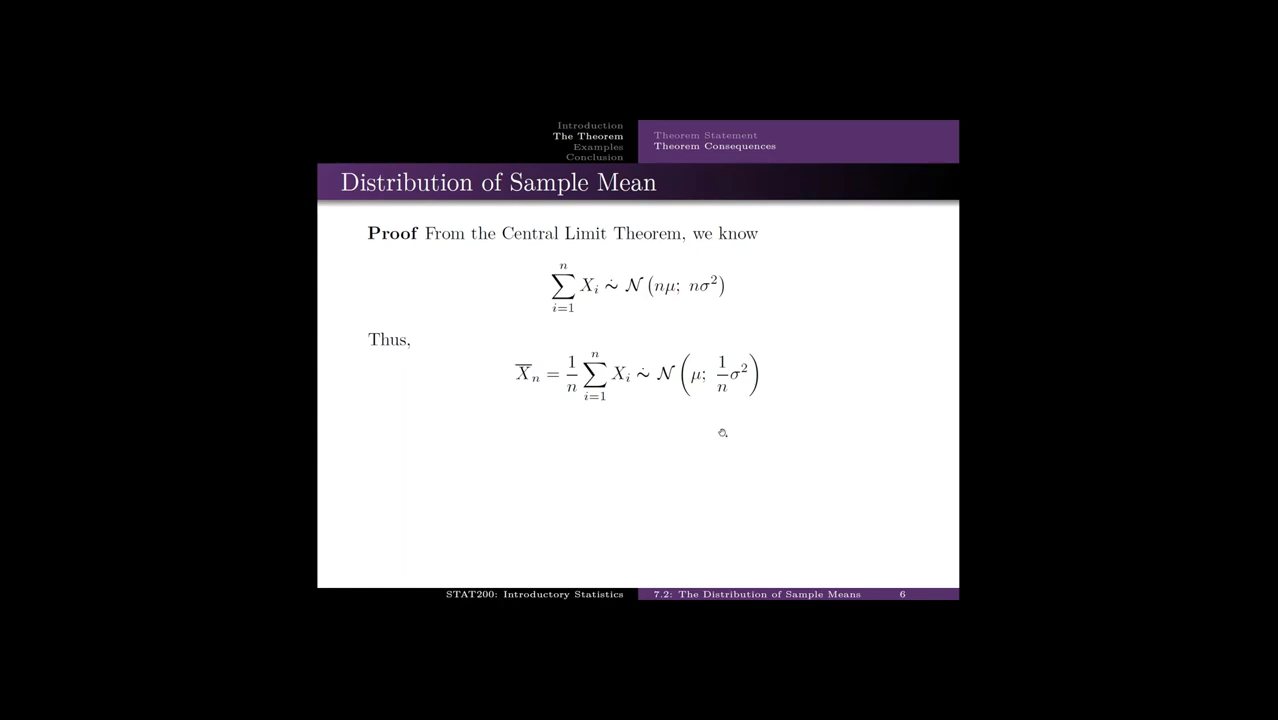 Introduction
The Theorem
Examples
Conclusion
Theorem Statement
Theorem Consequences
Distribution of Sample Mean
Proof From the Central Limit Theorem, we know
∑_{i=1}^{n} X_i ∼̇ N (nμ; nσ²)
Thus,
X̄_n = 1/n ∑_{i=1}^{n} X_i ∼̇ N (μ; 1/n σ²)
STAT200: Introductory Statistics
7.2: The Distribution of Sample Means 6